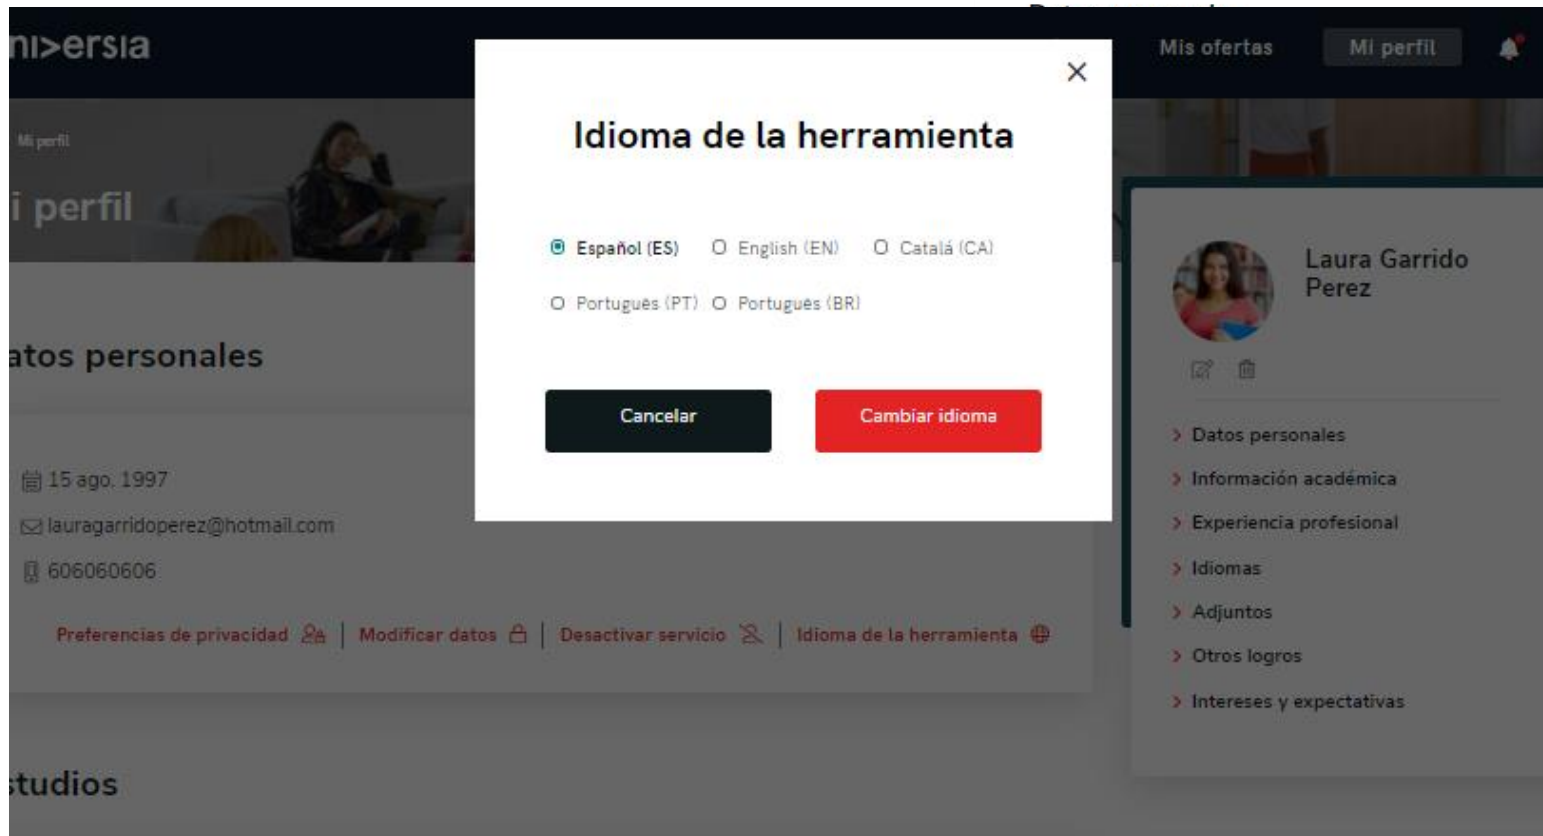 ni>ersia
Mis ofertas
Mi perfil
Mi perfil
i perfil
Idioma de la herramienta
Español (ES)
English (EN)
Catalá (CA)
Portugués (PT)
Portugués (BR)
Cancelar
Cambiar idioma
atos personales
15 ago. 1997
lauragarridoperez@hotmail.com
606060606
Preferencias de privacidad
Modificar datos
Desactivar servicio
Idioma de la herramienta
studios
Laura Garrido
Perez
Datos personales
Información académica
Experiencia profesional
Idiomas
Adjuntos
Otros logros
Intereses y expectativas